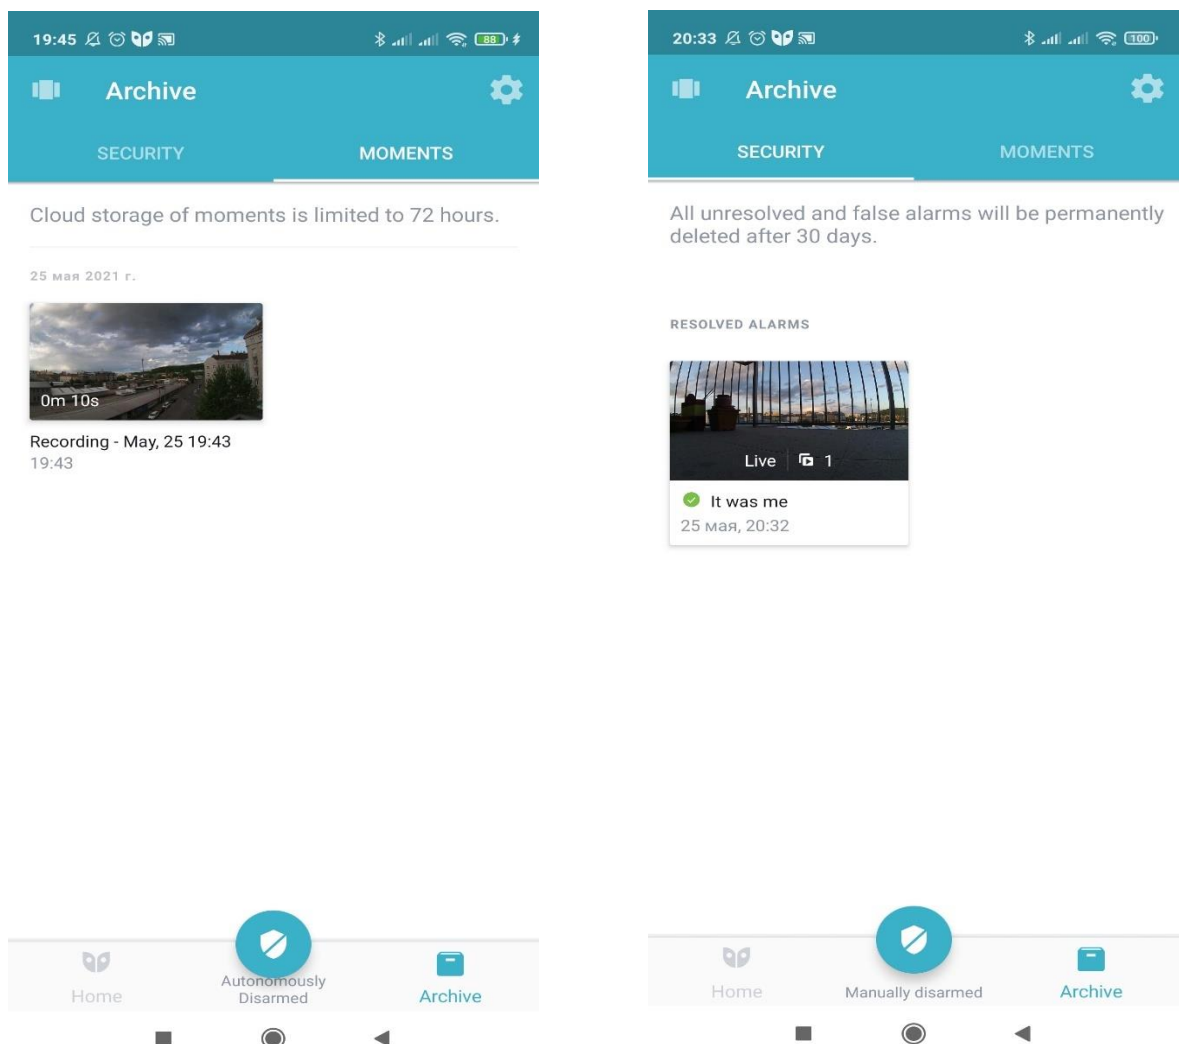 19:45
88
Archive
SECURITY
MOMENTS
Cloud storage of moments is limited to 72 hours.
25 мая 2021 г.
0m 10s
Recording - May, 25 19:43
19:43
Home
Autonomously
Disarmed
Archive
20:33
100
Archive
SECURITY
MOMENTS
All unresolved and false alarms will be permanently
deleted after 30 days.
RESOLVED ALARMS
Live
1
It was me
25 мая, 20:32
Home
Manually disarmed
Archive